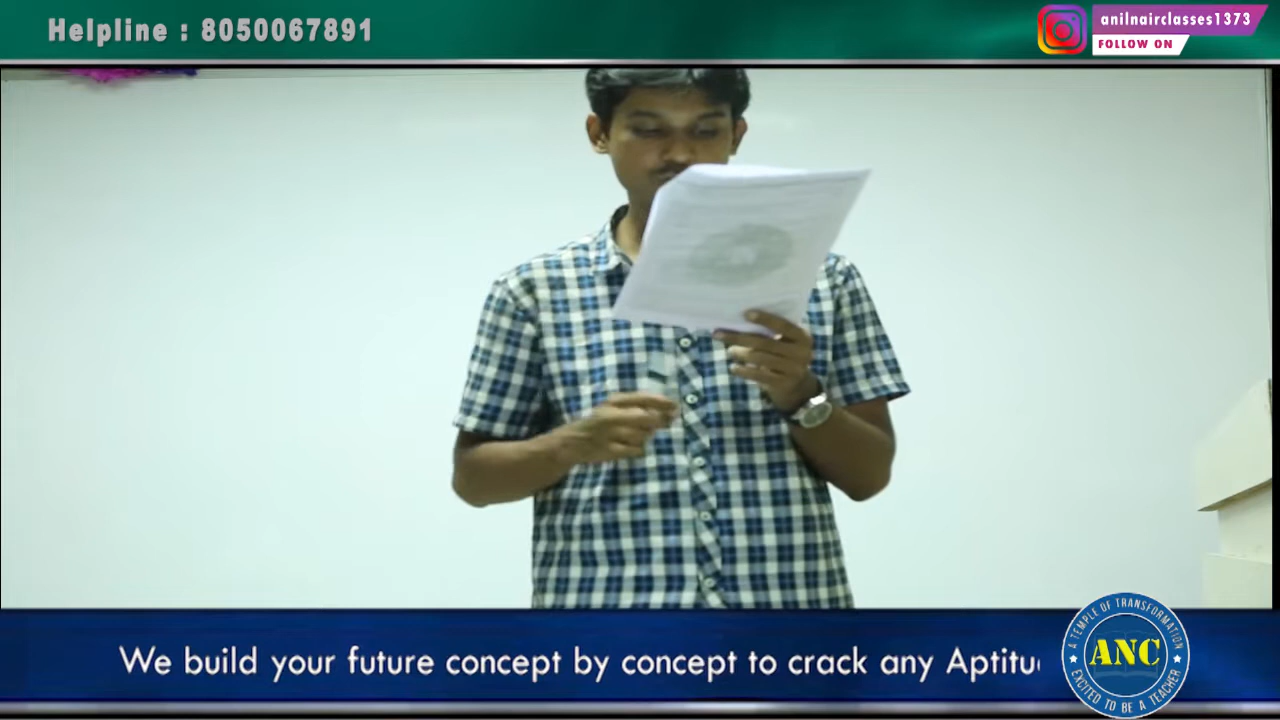 Helpline : 8050067891
anilnairclasses1373
FOLLOW ON
We build your future concept by concept to crack any
A TEMPLE OF TRANSFORMATION
ANC
EXCITED TO BE A TEACHER